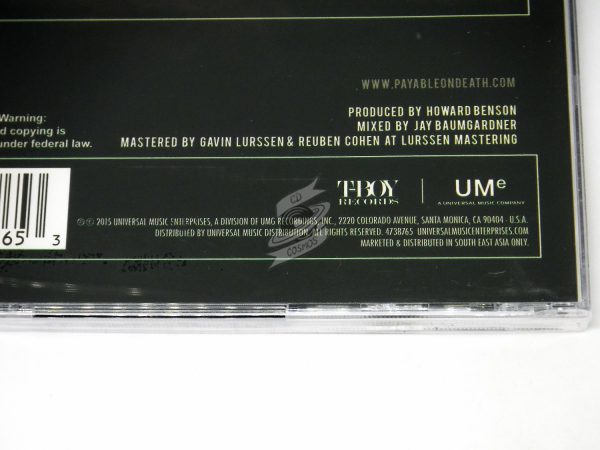 WWW.PAYABLEONDEATH.COM
PRODUCED BY HOWARD BENSON
MIXED BY JAY BAUMGARDNER
MASTERED BY GAVIN LURSSEN & REUBEN COHEN AT LURSSEN MASTERING
Warning:
d copying is
under federal law.
T-BOY
RECORDS
UMe
A UNIVERSAL MUSIC COMPANY
65 3
CD
COSMOS
℗© 2015 UNIVERSAL MUSIC ENTERPRISES, A DIVISION OF UMG RECORDINGS, INC., 2220 COLORADO AVENUE, SANTA MONICA, CA 90404 - U.S.A.
DISTRIBUTED BY UNIVERSAL MUSIC DISTRIBUTION. ALL RIGHTS RESERVED. 4738765 UNIVERSALMUSICENTERPRISES.COM
MARKETED & DISTRIBUTED IN SOUTH EAST ASIA ONLY.